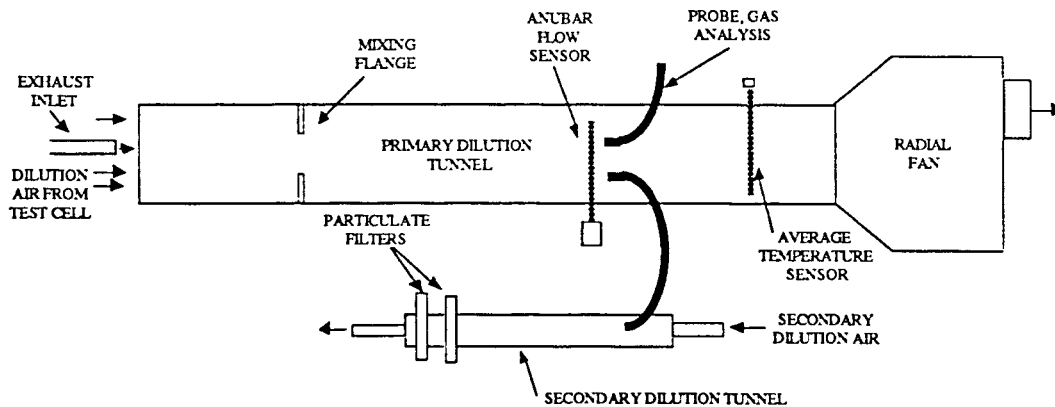 EXHAUST
INLET
MIXING
FLANGE
ANUBAR
FLOW
SENSOR
PROBE, GAS
ANALYSIS
PRIMARY DILUTION
TUNNEL
RADIAL
FAN
DILUTION
AIR FROM
TEST CELL
PARTICULATE
FILTERS
AVERAGE
TEMPERATURE
SENSOR
SECONDARY
DILUTION AIR
SECONDARY DILUTION TUNNEL